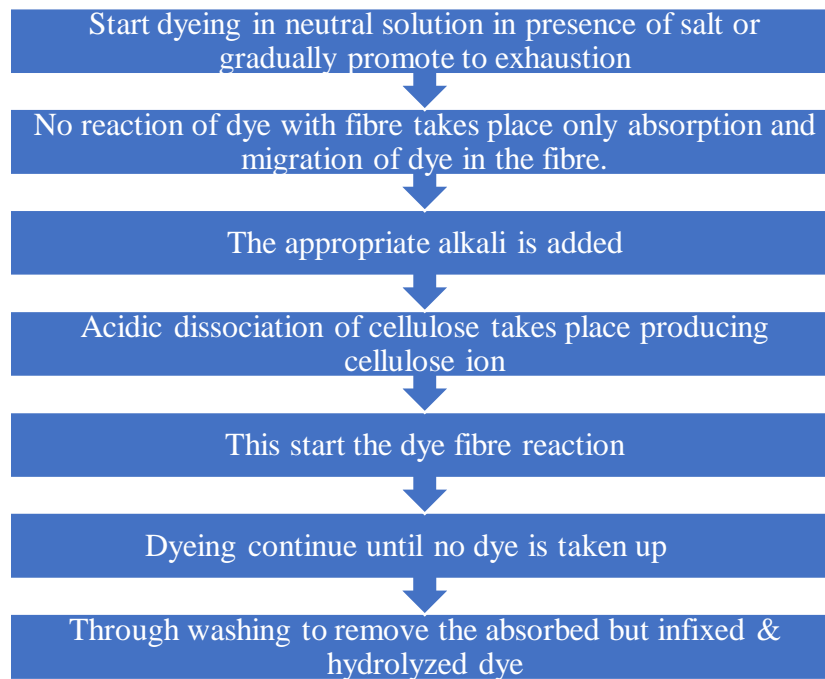 Start dyeing in neutral solution in presence of salt or
gradually promote to exhaustion
No reaction of dye with fibre takes place only absorption and
migration of dye in the fibre.
The appropriate alkali is added
Acidic dissociation of cellulose takes place producing
cellulose ion
This start the dye fibre reaction
Dyeing continue until no dye is taken up
Through washing to remove the absorbed but infixed &
hydrolyzed dye